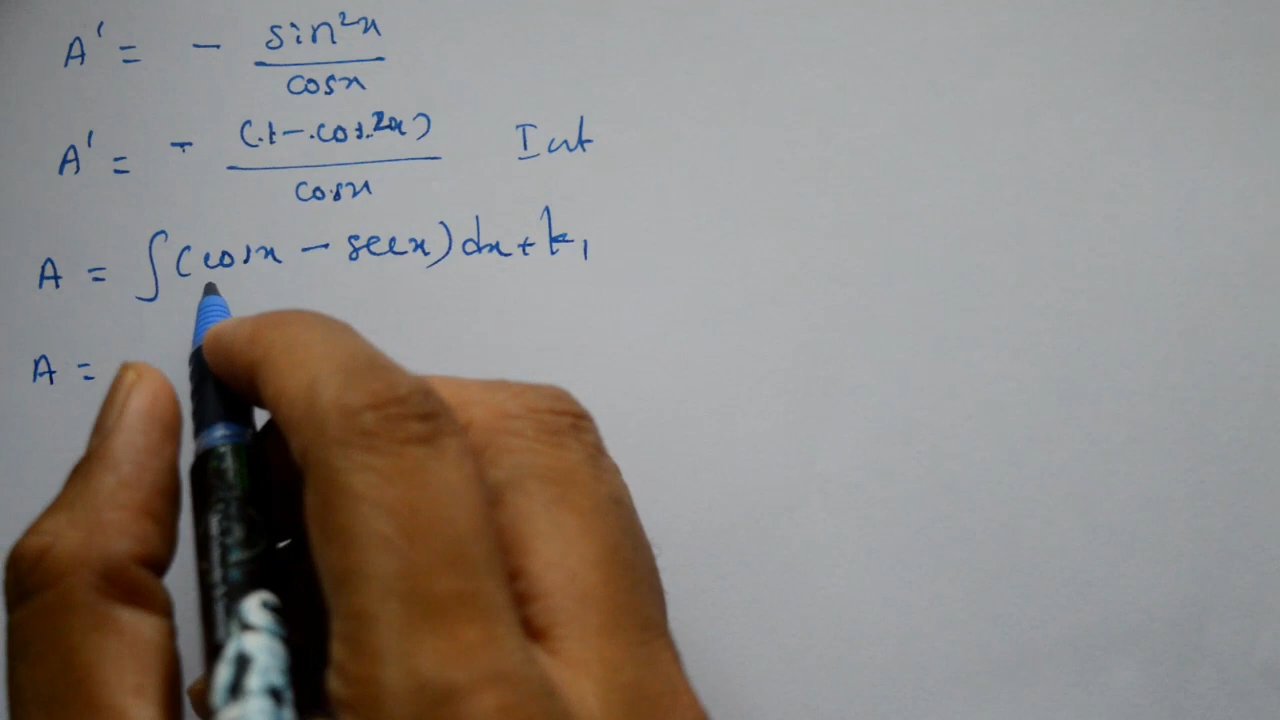 A' = - sin²x / cosx
A' = - (1 - cos²x) / cosx Int
A = ∫(cosx - secx) dx + k₁
A =